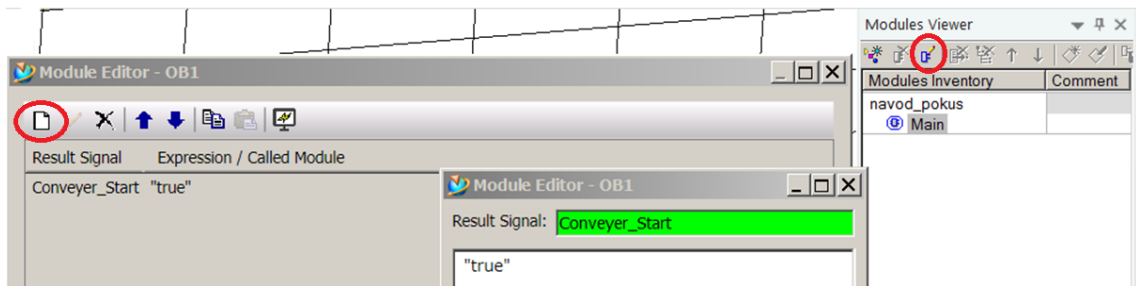 Modules Viewer
Module Editor - OB1
Modules Inventory Comment
navod_pokus
Main
Result Signal Expression / Called Module
Conveyer_Start "true"
Module Editor - OB1
Result Signal: Conveyer_Start
"true"